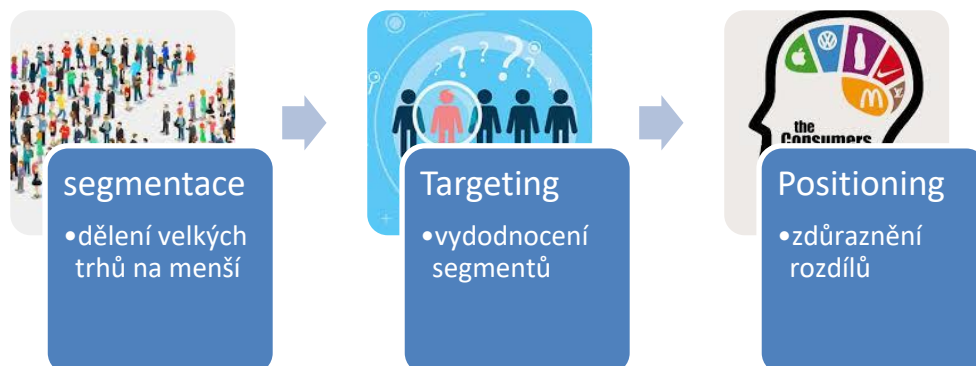 the
Consumers
segmentace
•dělení velkých
trhů na menší
Targeting
•vydodnocení
segmentů
Positioning
•zdůraznění
rozdílů